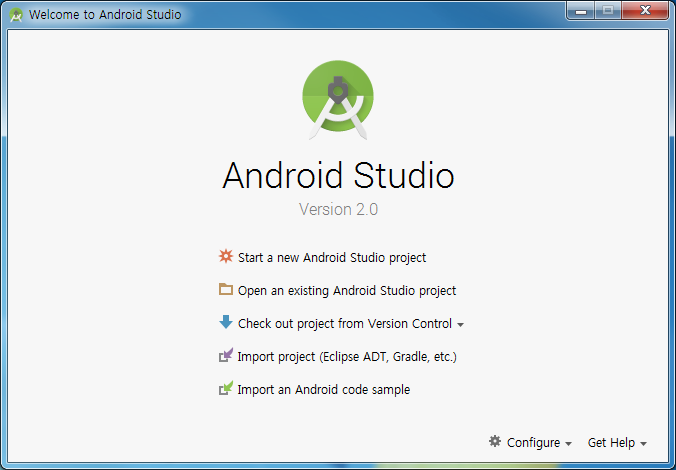 Welcome to Android Studio
Android Studio
Version 2.0
Start a new Android Studio project
Open an existing Android Studio project
Check out project from Version Control
Import project (Eclipse ADT, Gradle, etc.)
Import an Android code sample
Configure Get Help